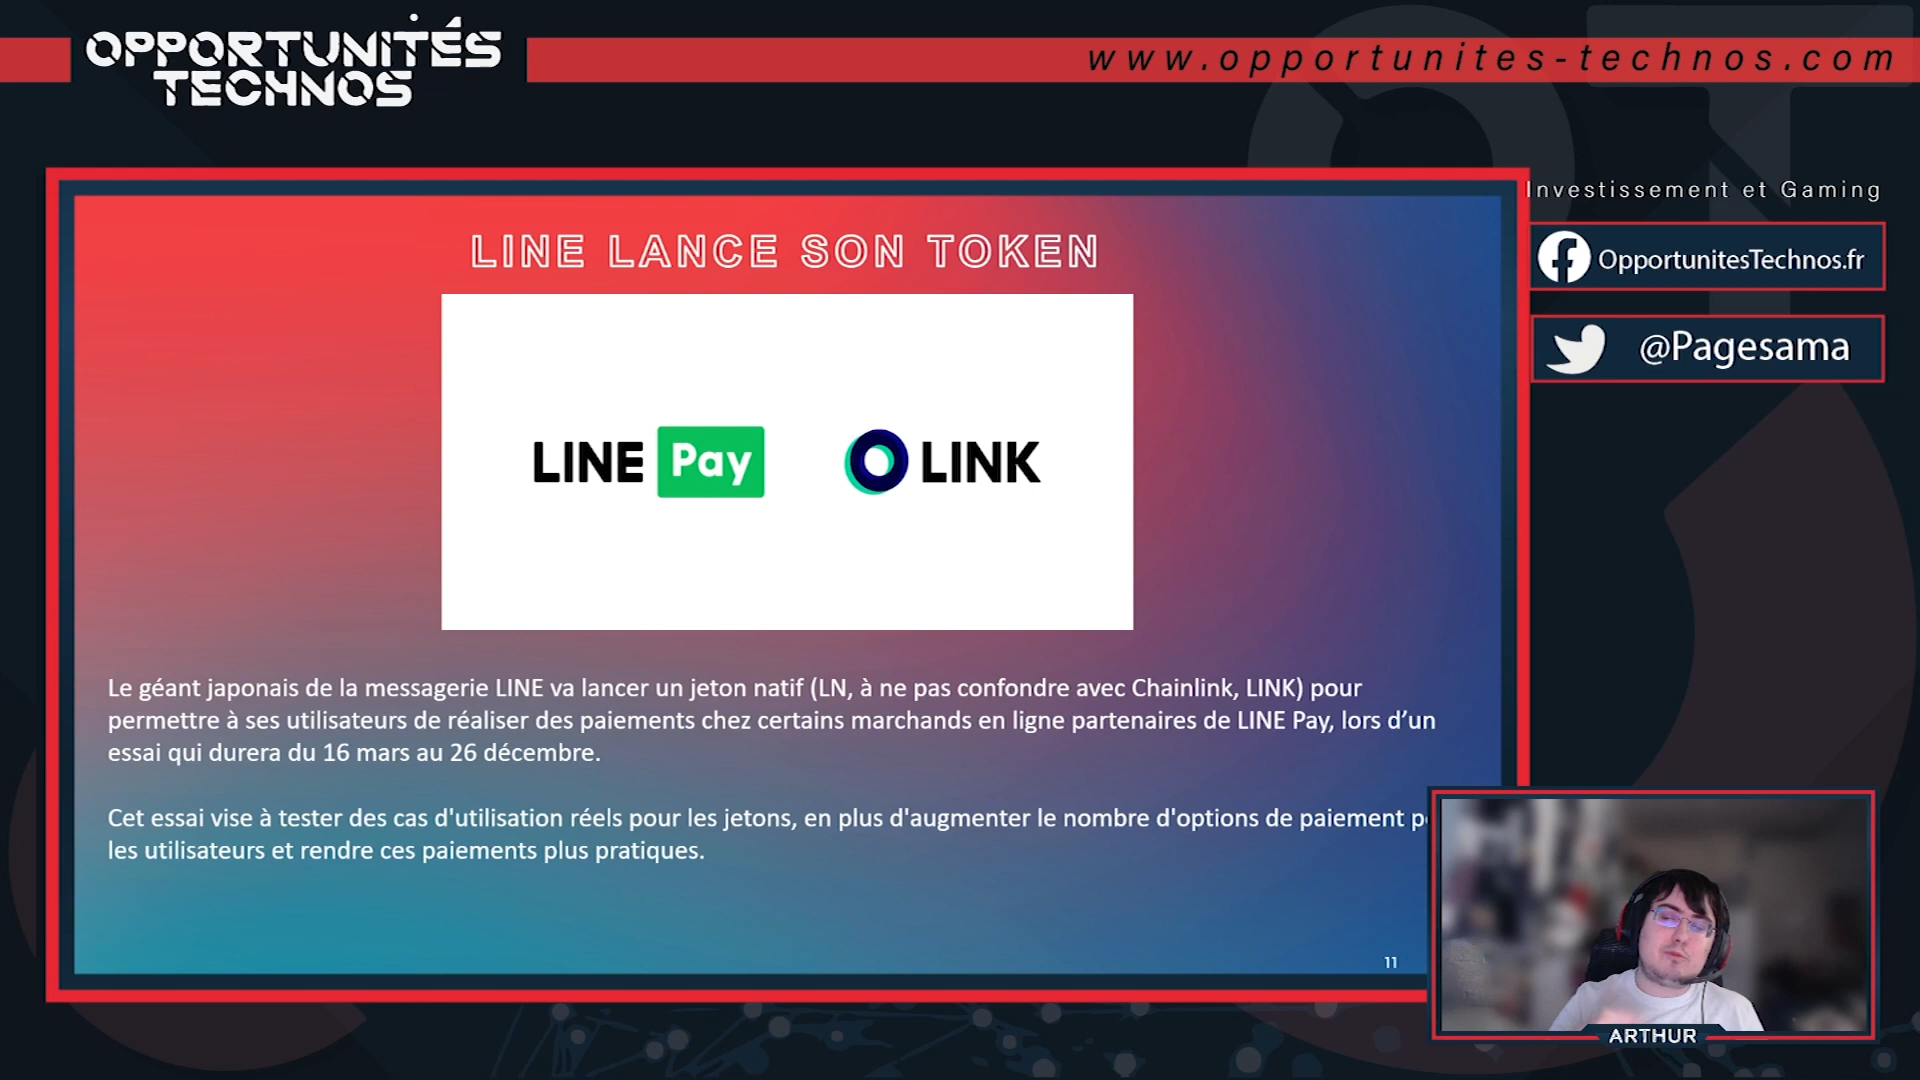 OPPORTUNITÉS
TECHNOS
www.opportunites-technos.com
Investissement et Gaming
OpportunitesTechnos.fr
@Pagesama
LINE LANCE SON TOKEN
LINE Pay
LINK
Le géant japonais de la messagerie LINE va lancer un jeton natif (LN, à ne pas confondre avec Chainlink, LINK) pour
permettre à ses utilisateurs de réaliser des paiements chez certains marchands en ligne partenaires de LINE Pay, lors d’un
essai qui durera du 16 mars au 26 décembre.
Cet essai vise à tester des cas d'utilisation réels pour les jetons, en plus d'augmenter le nombre d'options de paiement
les utilisateurs et rendre ces paiements plus pratiques.
11
ARTHUR